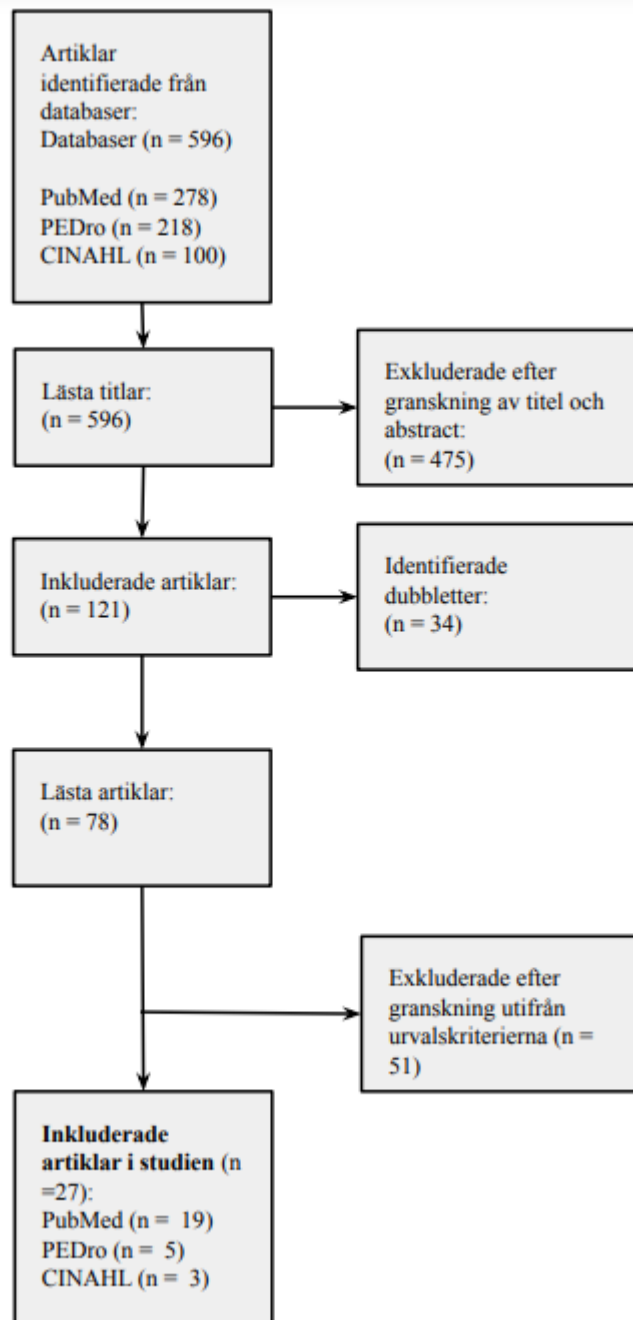 Artiklar
identifierade från
databaser:
Databaser (n = 596)
PubMed (n = 278)
PEDro (n = 218)
CINAHL (n = 100)
Lästa titlar:
(n = 596)
Exkluderade efter
granskning av titel och
abstract:
(n = 475)
Inkluderade artiklar:
(n = 121)
Identifierade
dubbletter:
(n = 34)
Lästa artiklar:
(n = 78)
Exkluderade efter
granskning utifrån
urvalskriterierna (n =
51)
Inkluderade
artiklar i studien (n
=27):
PubMed (n =  19)
PEDro (n =  5)
CINAHL (n =  3)